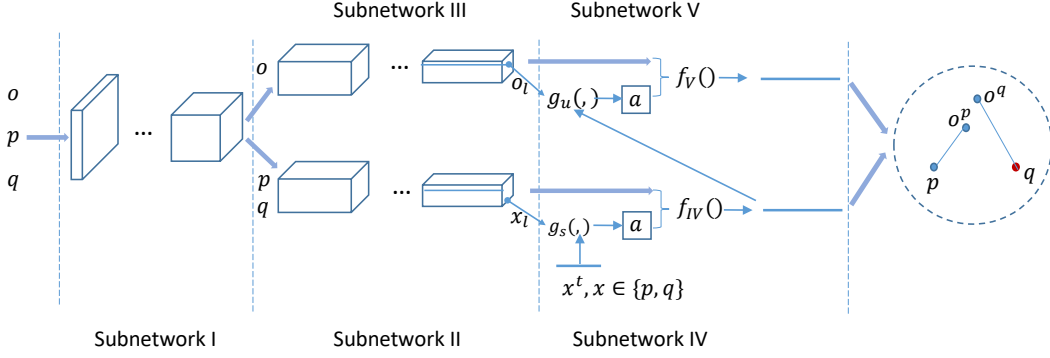 Subnetwork III
Subnetwork V
o
p
q
...
o
...
o_l
g_u(,)
a
f_V()
p
q
...
x_l
g_s(,)
a
f_IV()
x^t, x ∈ {p, q}
o^q
o^p
p
q
Subnetwork I
Subnetwork II
Subnetwork IV